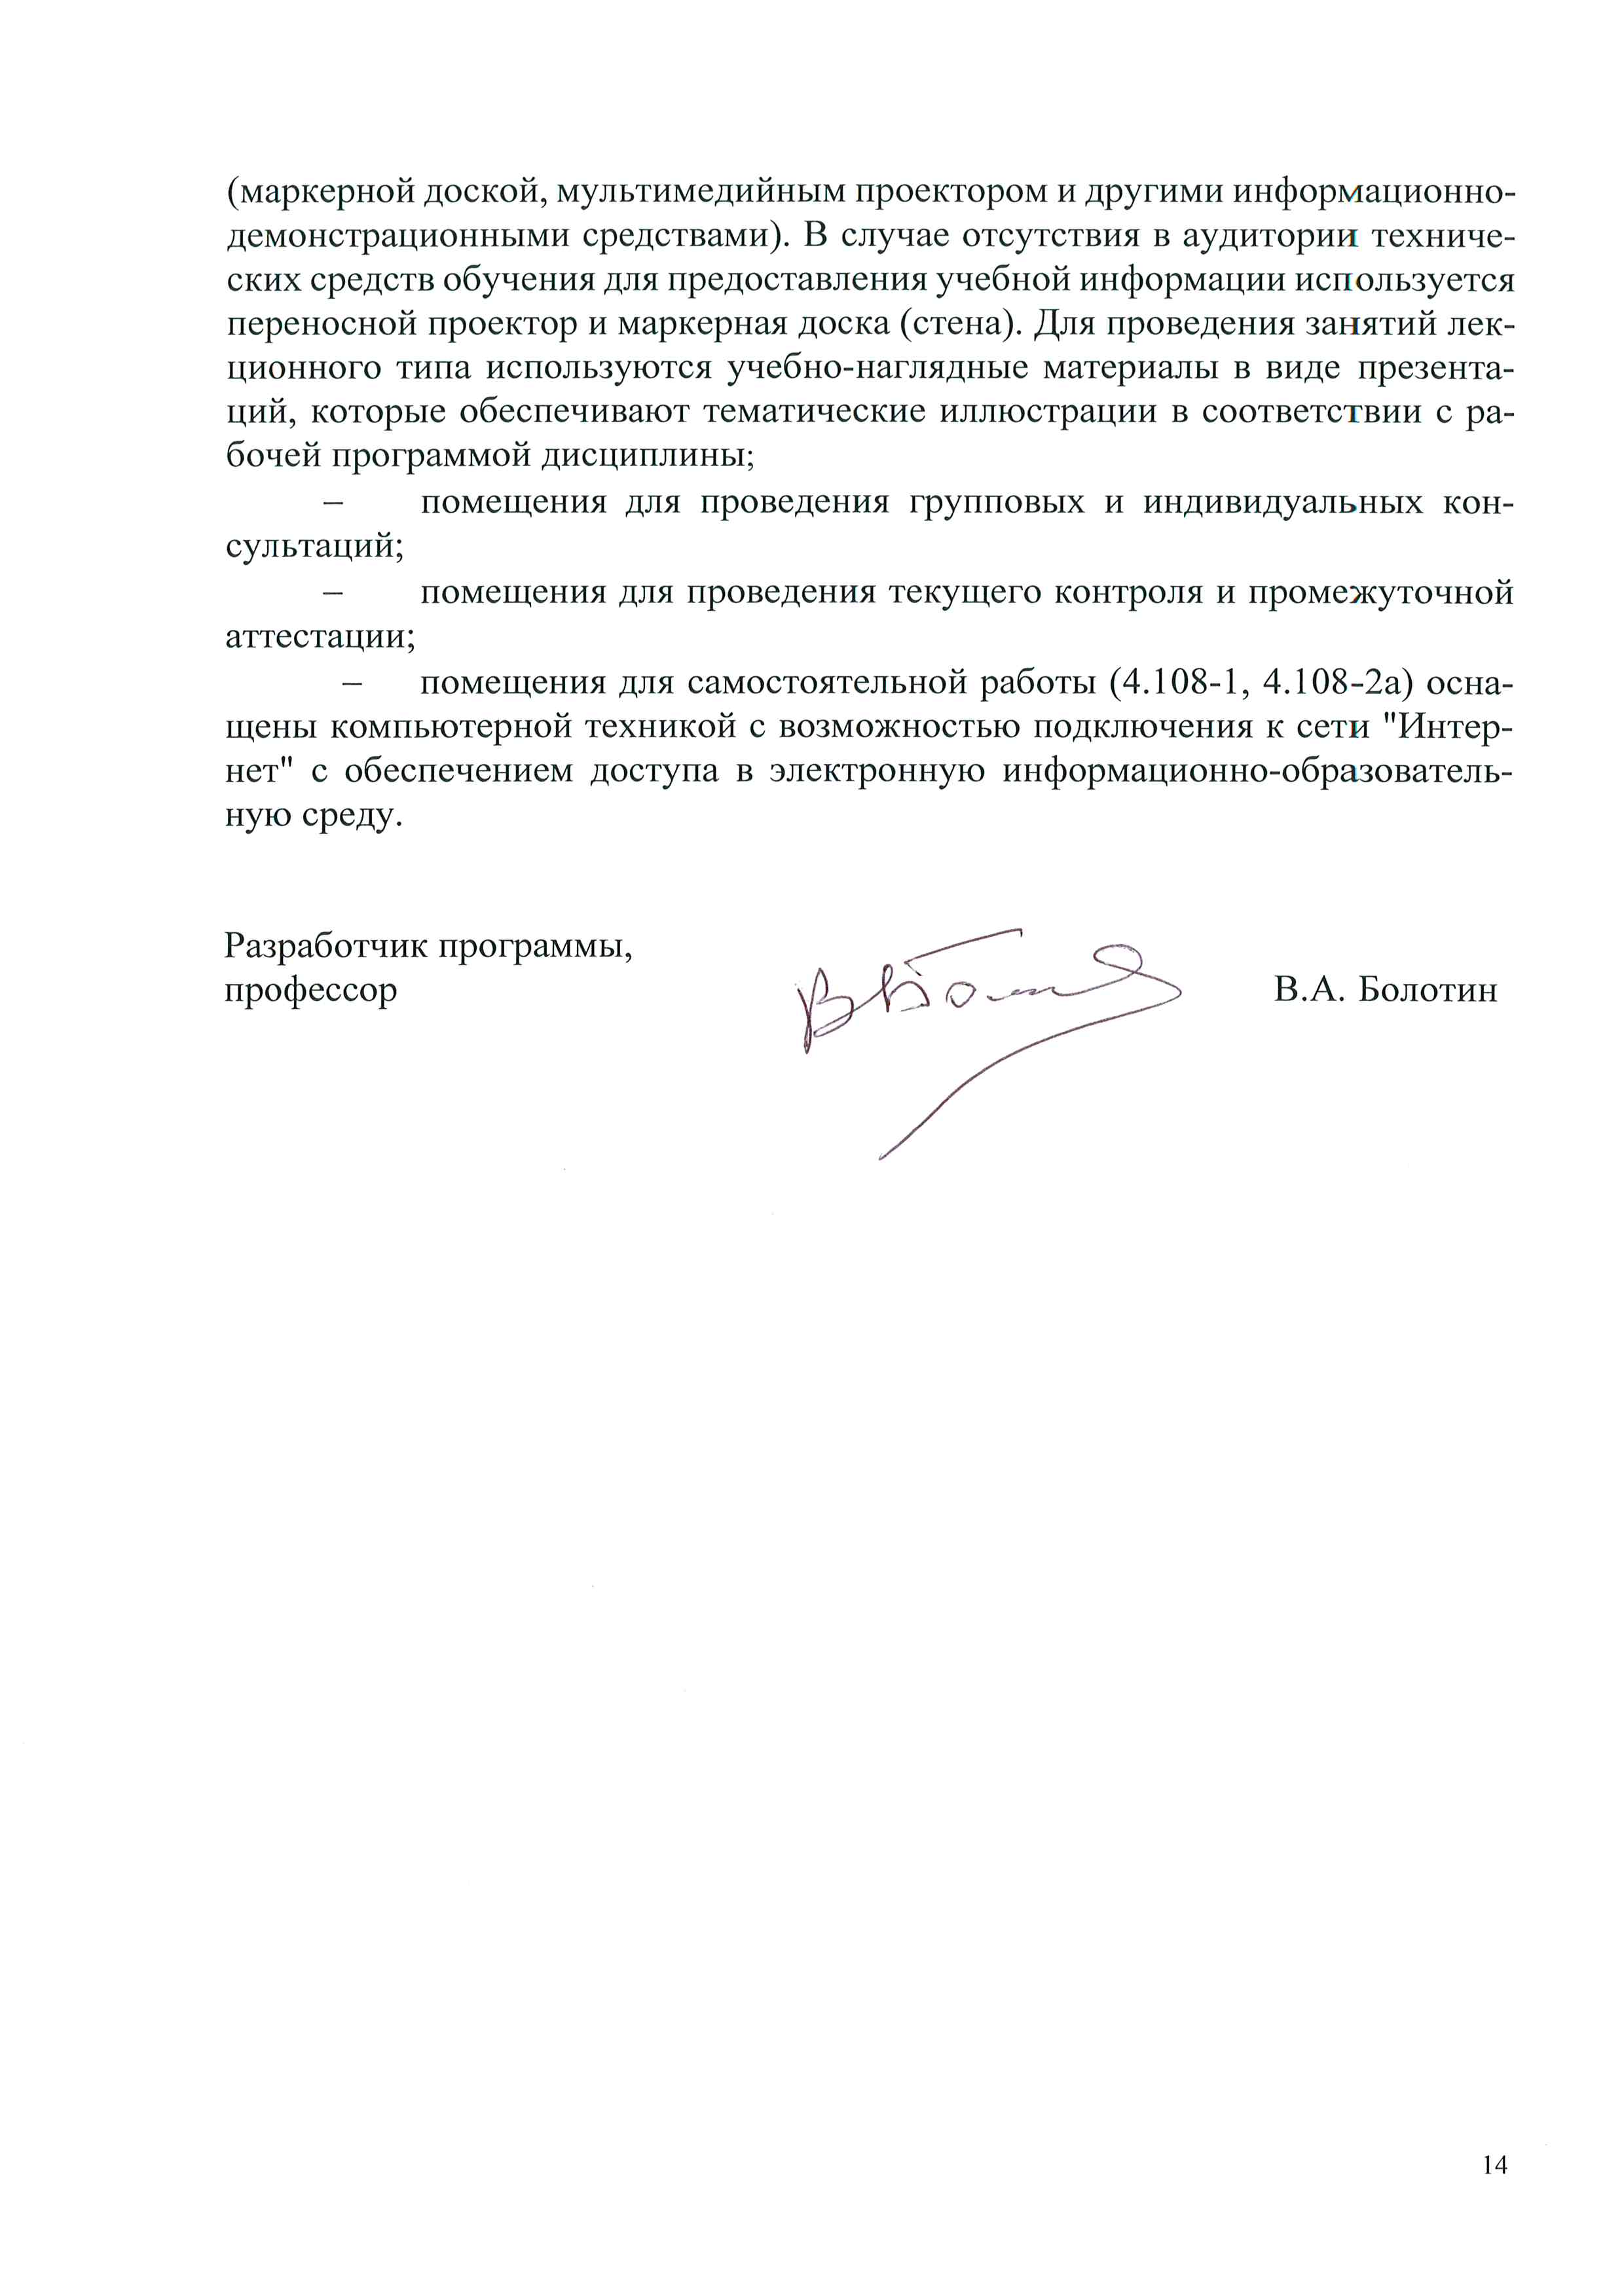 (маркерной доской, мультимедийным проектором и другими информационно-
демонстрационными средствами). В случае отсутствия в аудитории техниче-
ских средств обучения для предоставления учебной информации используется
переносной проектор и маркерная доска (стена). Для проведения занятий лек-
ционного типа используются учебно-наглядные материалы в виде презента-
ций, которые обеспечивают тематические иллюстрации в соответствии с ра-
бочей программой дисциплины;
– помещения для проведения групповых и индивидуальных кон-
сультаций;
– помещения для проведения текущего контроля и промежуточной
аттестации;
– помещения для самостоятельной работы (4.108-1, 4.108-2а) осна-
щены компьютерной техникой с возможностью подключения к сети "Интер-
нет" с обеспечением доступа в электронную информационно-образователь-
ную среду.
Разработчик программы,
профессор В.А. Болотин
14